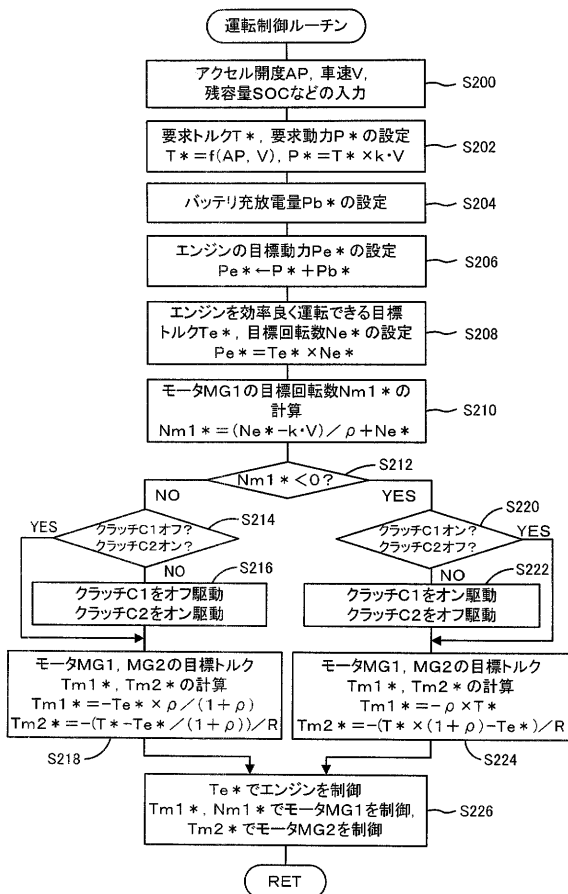 運転制御ルーチン
アクセル開度AP, 車速V,
残容量SOCなどの入力
S200
要求トルクT*, 要求動力P*の設定
T*=f(AP, V), P*=T*×k・V
S202
バッテリ充放電量Pb*の設定
S204
エンジンの目標動力Pe*の設定
Pe*←P*+Pb*
S206
エンジンを効率良く運転できる目標
トルクTe*, 目標回転数Ne*の設定
Pe*=Te*×Ne*
S208
モータMG1の目標回転数Nm1*の
計算
Nm1*=(Ne*-k・V)/ρ+Ne*
S210
Nm1*<0?
S212
NO
YES
クラッチC1オフ?
クラッチC2オン?
S214
YES
NO
クラッチC1をオフ駆動
クラッチC2をオン駆動
S216
モータMG1, MG2の目標トルク
Tm1*, Tm2*の計算
Tm1*=-Te*×ρ/(1+ρ)
Tm2*=-(T*-Te*/(1+ρ))/R
S218
クラッチC1オン?
クラッチC2オフ?
S220
YES
NO
クラッチC1をオン駆動
クラッチC2をオフ駆動
S222
モータMG1, MG2の目標トルク
Tm1*, Tm2*の計算
Tm1*=-ρ×T*
Tm2*=-(T*×(1+ρ)-Te*)/R
S224
Te*でエンジンを制御
Tm1*, Nm1*でモータMG1を制御,
Tm2*でモータMG2を制御
S226
RET